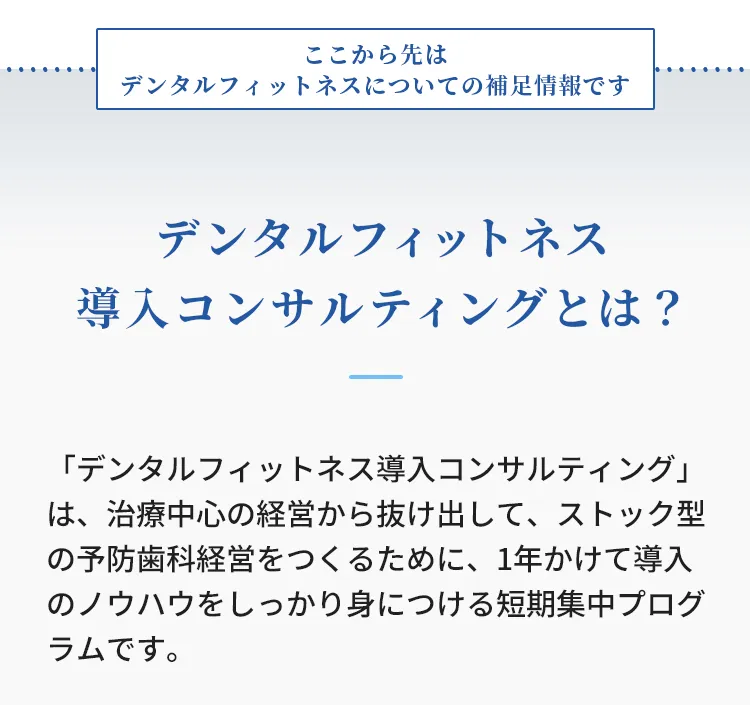 ここから先は
デンタルフィットネスについての補足情報です
デンタルフィットネス
導入コンサルティングとは？
「デンタルフィットネス導入コンサルティング」
は、治療中心の経営から抜け出して、ストック型
の予防歯科経営をつくるために、1年かけて導入
のノウハウをしっかり身につける短期集中プログ
ラムです。